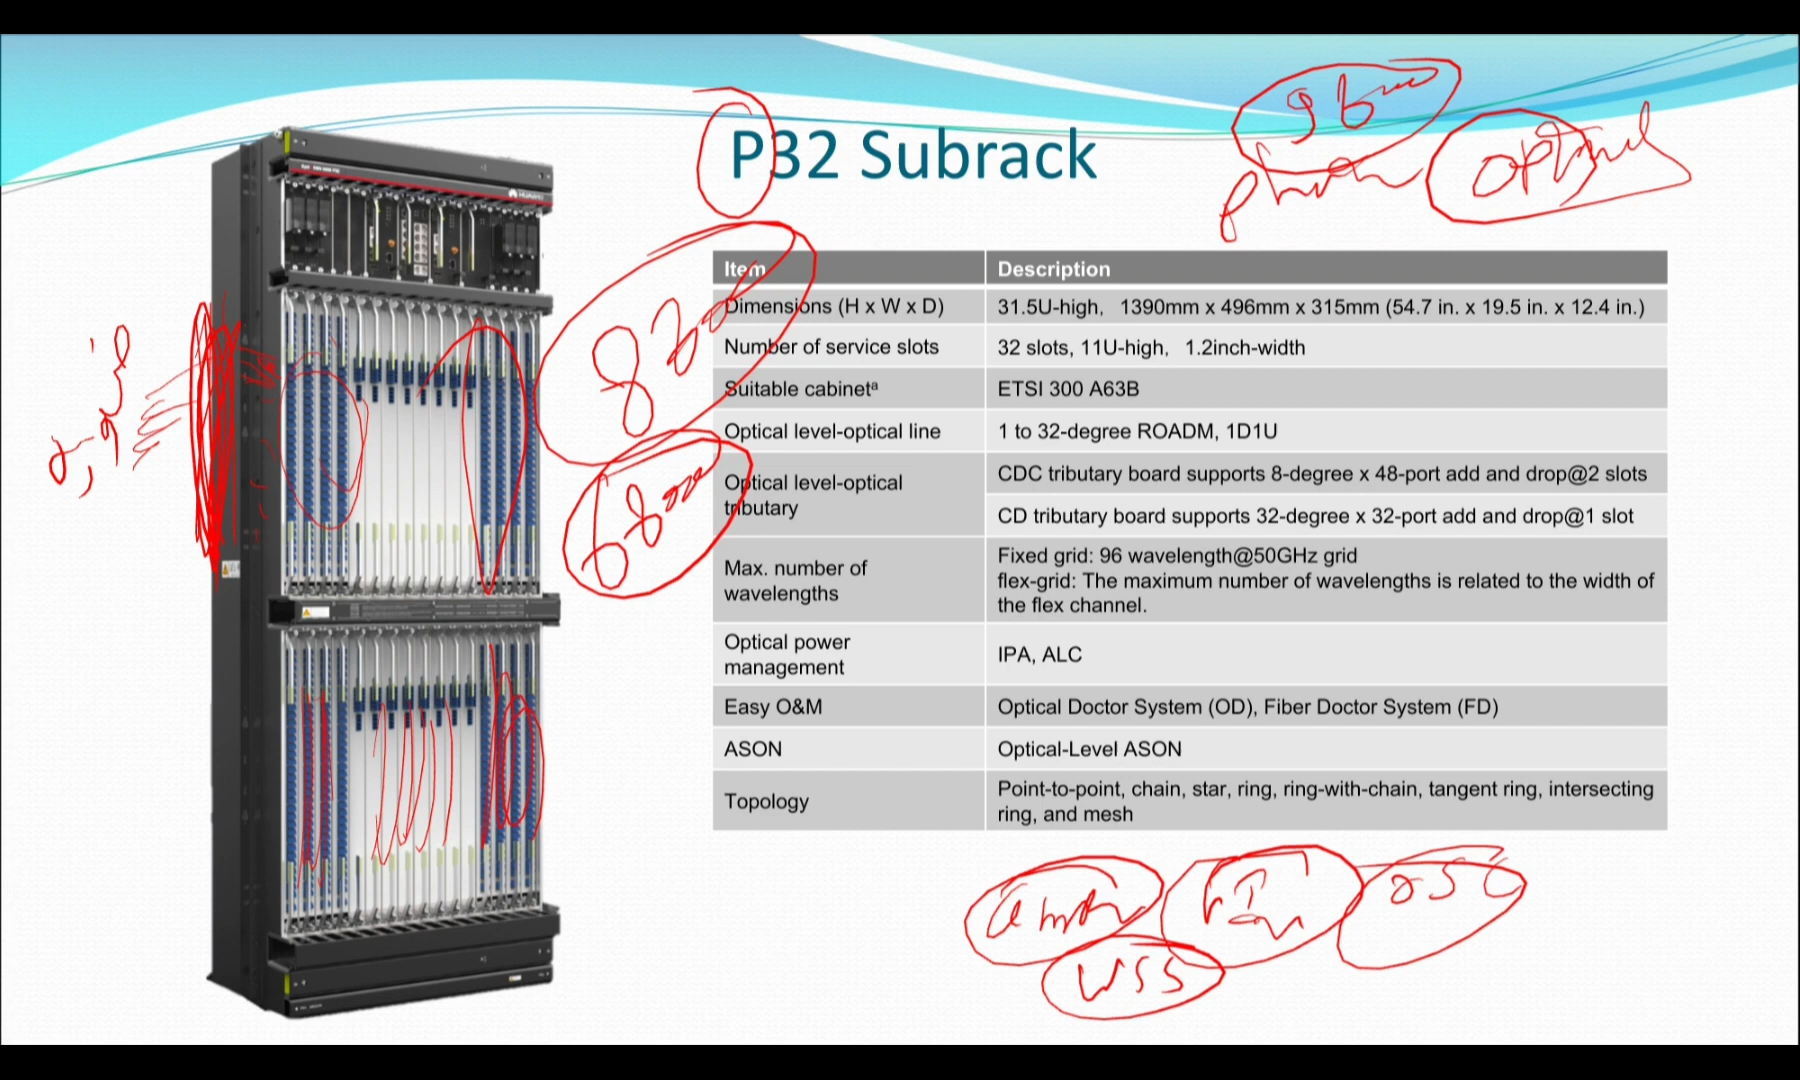 P32 Subrack
optical
8800
6800
HUAWEI
Item Description
Dimensions (H x W x D) 31.5U-high, 1390mm x 496mm x 315mm (54.7 in. x 19.5 in. x 12.4 in.)
Number of service slots 32 slots, 11U-high, 1.2inch-width
Suitable cabinetª ETSI 300 A63B
Optical level-optical line 1 to 32-degree ROADM, 1D1U
Optical level-optical
tributary
CDC tributary board supports 8-degree x 48-port add and drop@2 slots
CD tributary board supports 32-degree x 32-port add and drop@1 slot
Max. number of
wavelengths
Fixed grid: 96 wavelength@50GHz grid
flex-grid: The maximum number of wavelengths is related to the width of
the flex channel.
Optical power
management
IPA, ALC
Easy O&M Optical Doctor System (OD), Fiber Doctor System (FD)
ASON Optical-Level ASON
Topology
Point-to-point, chain, star, ring, ring-with-chain, tangent ring, intersecting
ring, and mesh
OSC
WSS